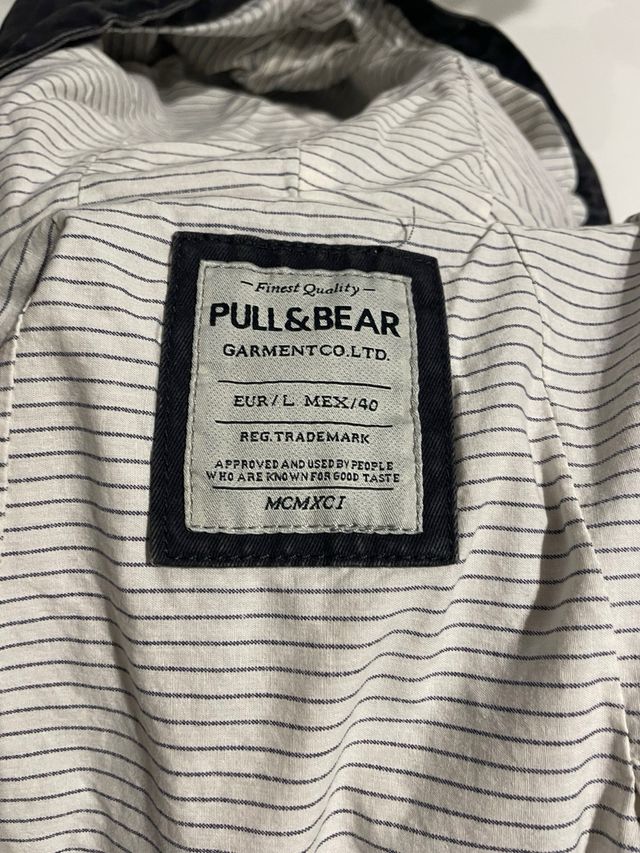 Finest Quality
PULL&BEAR
GARMENT CO. LTD.
EUR/L MEX/40
REG. TRADEMARK
APPROVED AND USED BY PEOPLE
WHO ARE KNOWN FOR GOOD TASTE
MCMXCI